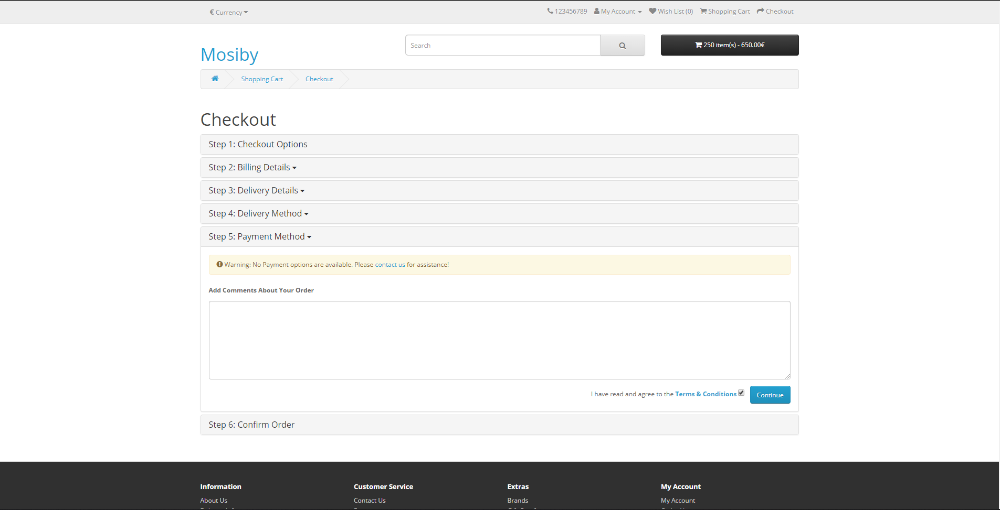 € Currency
123456789 My Account Wish List (0) Shopping Cart Checkout
Mosiby
Search
250 item(s) - 650.00€
Shopping Cart Checkout
Checkout
Step 1: Checkout Options
Step 2: Billing Details
Step 3: Delivery Details
Step 4: Delivery Method
Step 5: Payment Method
Warning: No Payment options are available. Please contact us for assistance!
Add Comments About Your Order
I have read and agree to the Terms & Conditions
Continue
Step 6: Confirm Order
Information Customer Service Extras My Account
About Us Contact Us Brands My Account